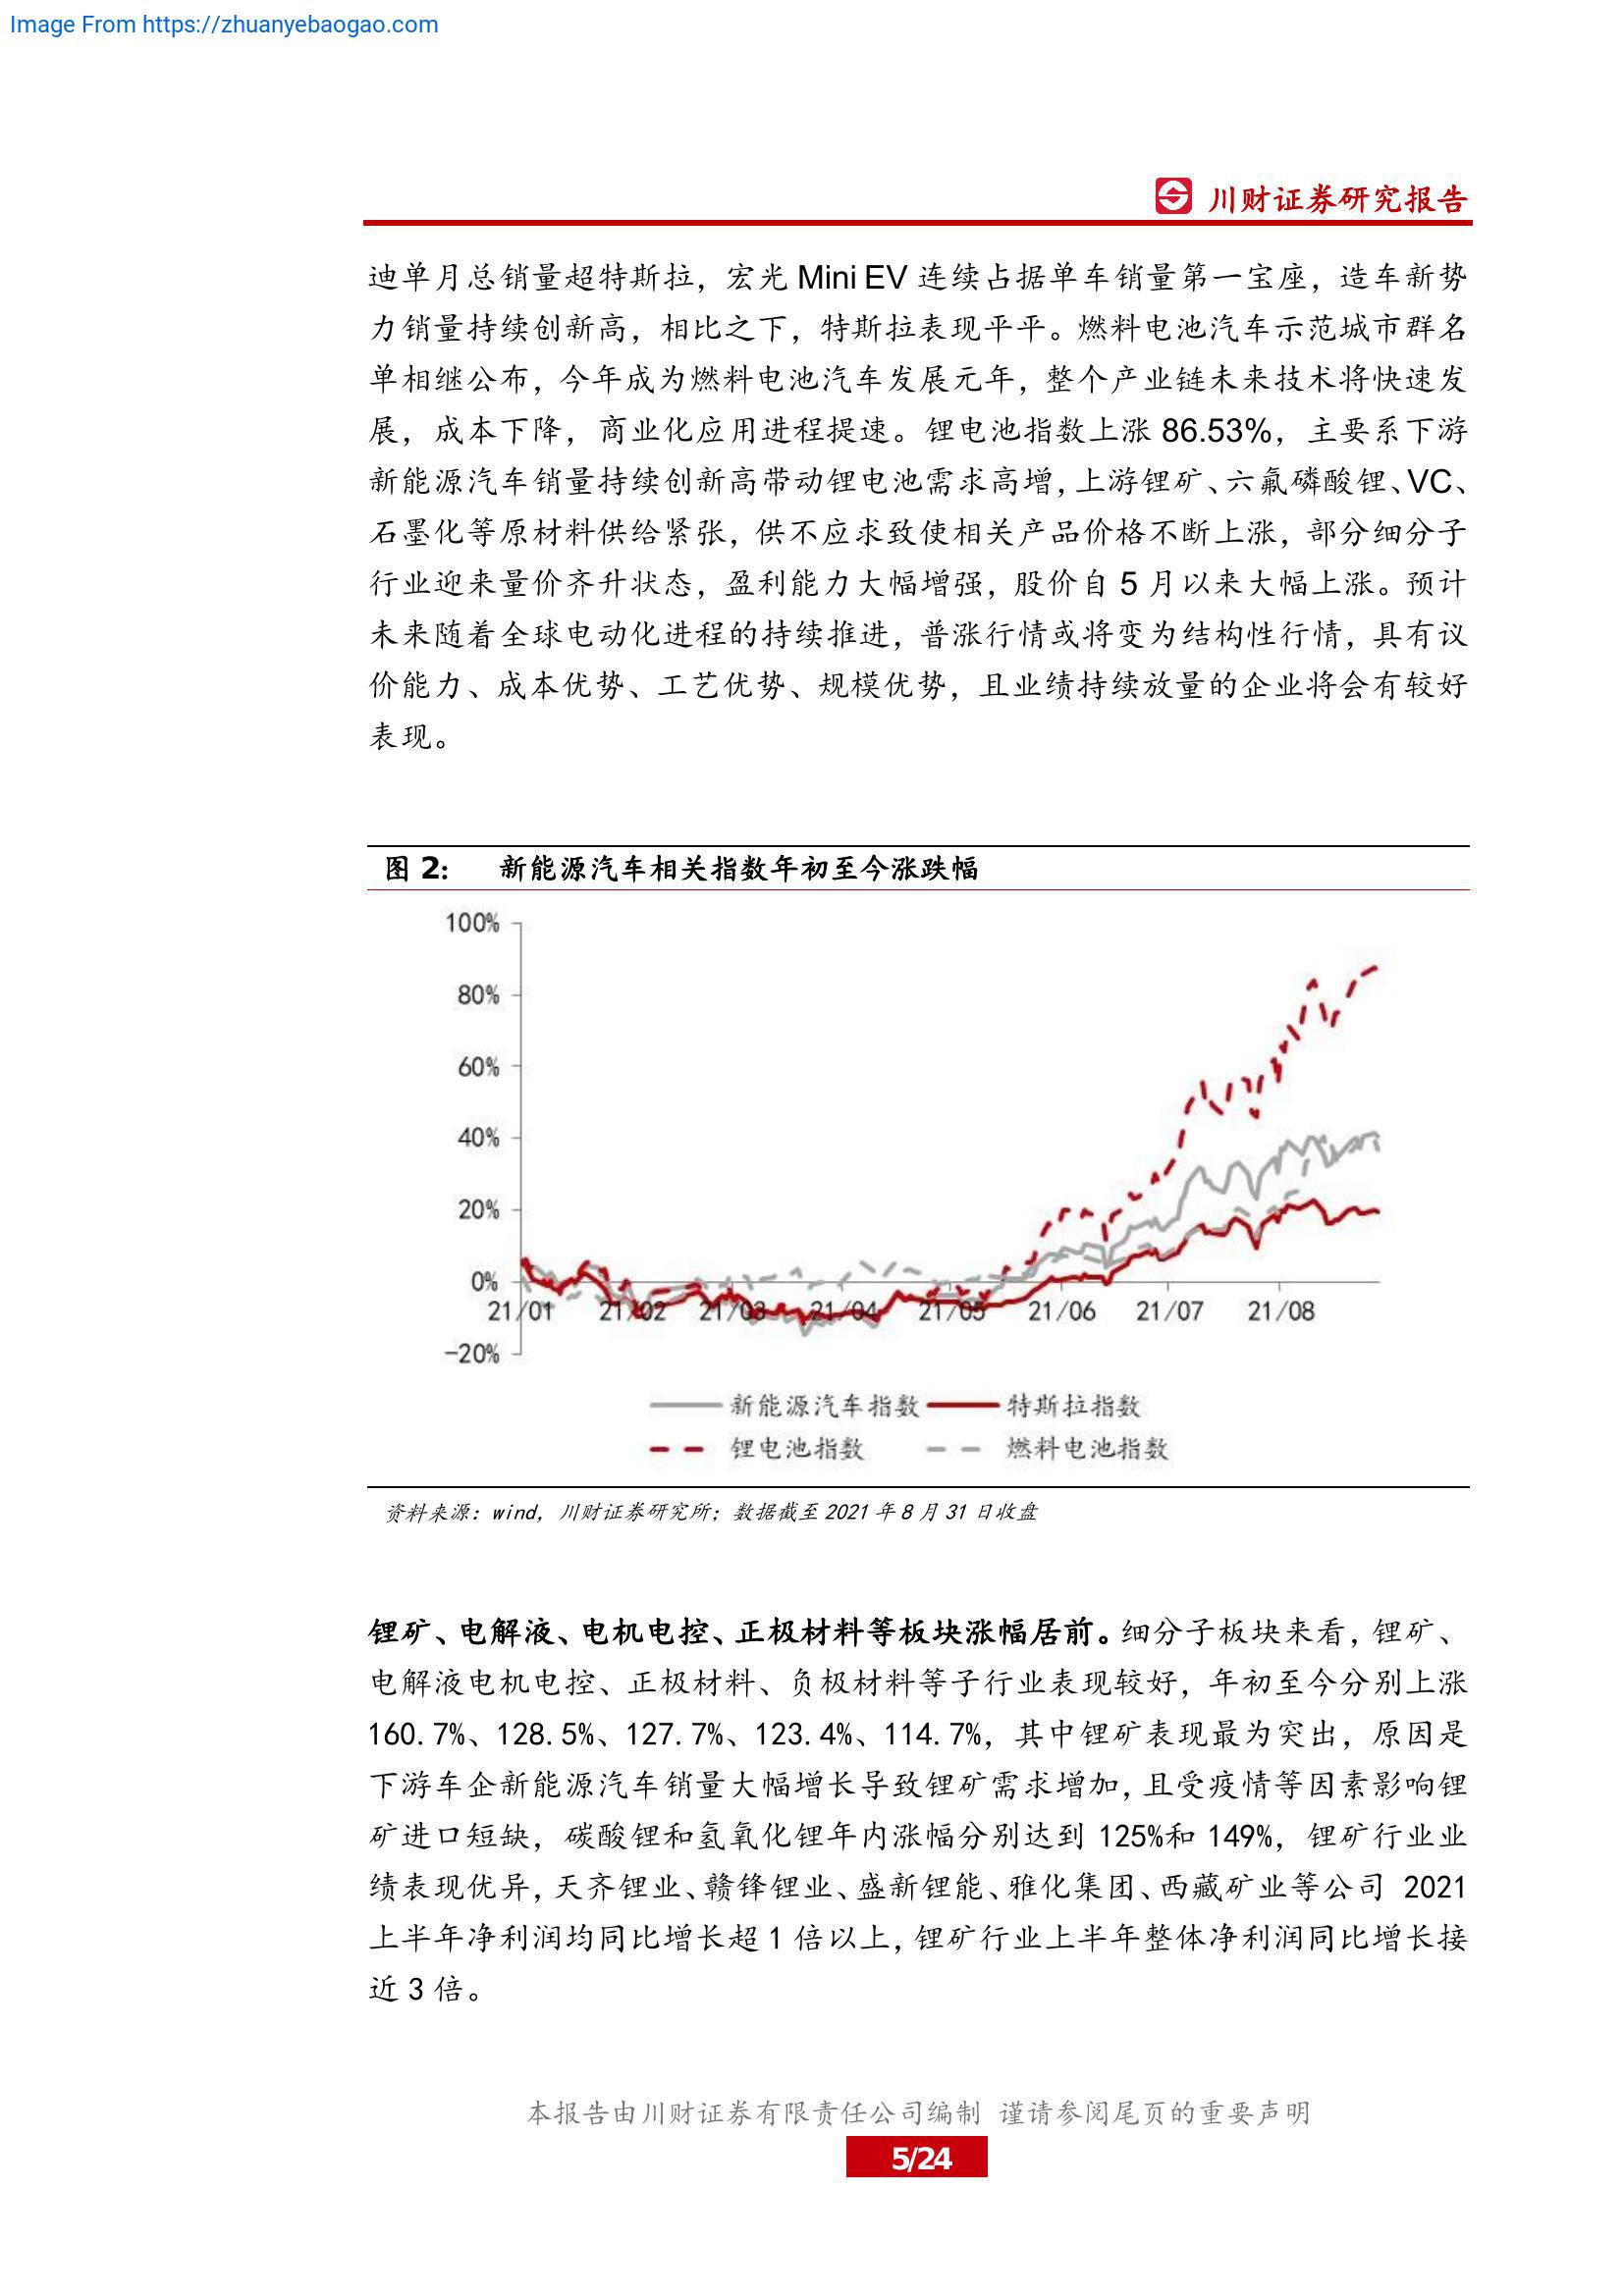 Image From https://zhuanyebaogao.com
川财证券研究报告
迪单月总销量超特斯拉，宏光 Mini EV 连续占据单车销量第一宝座，造车新势
力销量持续创新高，相比之下，特斯拉表现平平。燃料电池汽车示范城市群名
单相继公布，今年成为燃料电池汽车发展元年，整个产业链未来技术将快速发
展，成本下降，商业化应用进程提速。锂电池指数上涨 86.53%，主要系下游
新能源汽车销量持续创新高带动锂电池需求高增，上游锂矿、六氟磷酸锂、VC、
石墨化等原材料供给紧张，供不应求致使相关产品价格不断上涨，部分细分子
行业迎来量价齐升状态，盈利能力大幅增强，股价自 5 月以来大幅上涨。预计
未来随着全球电动化进程的持续推进，普涨行情或将变为结构性行情，具有议
价能力、成本优势、工艺优势、规模优势，且业绩持续放量的企业将会有较好
表现。
图 2： 新能源汽车相关指数年初至今涨跌幅
100%
80%
60%
40%
20%
0%
21/01 21/02 21/03 21/04 21/05 21/06 21/07 21/08
-20%
新能源汽车指数 特斯拉指数
锂电池指数 燃料电池指数
资料来源：wind，川财证券研究所；数据截至 2021 年 8 月 31 日收盘
锂矿、电解液、电机电控、正极材料等板块涨幅居前。细分子板块来看，锂矿、
电解液电机电控、正极材料、负极材料等子行业表现较好，年初至今分别上涨
160.7%、128.5%、127.7%、123.4%、114.7%，其中锂矿表现最为突出，原因是
下游车企新能源汽车销量大幅增长导致锂矿需求增加，且受疫情等因素影响锂
矿进口短缺，碳酸锂和氢氧化锂年内涨幅分别达到 125%和 149%，锂矿行业业
绩表现优异，天齐锂业、赣锋锂业、盛新锂能、雅化集团、西藏矿业等公司 2021
上半年净利润均同比增长超 1 倍以上，锂矿行业上半年整体净利润同比增长接
近 3 倍。
本报告由川财证券有限责任公司编制 谨请参阅尾页的重要声明
5/24